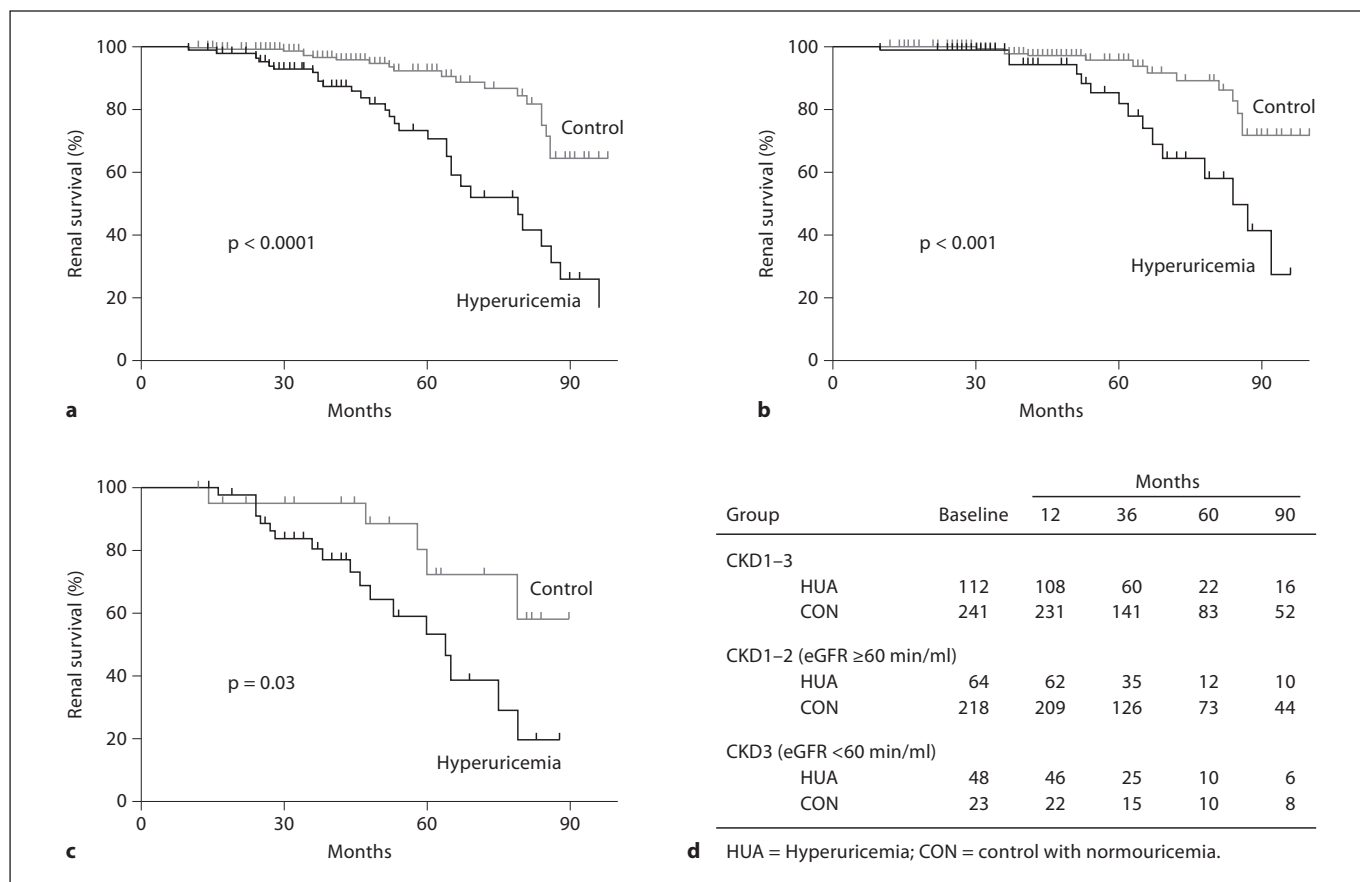 100
80
60
40
20
0
Renal survival (%)
Control
p < 0.0001
Hyperuricemia
0 30 60 90
Months
a
100
80
60
40
20
0
Renal survival (%)
Control
p < 0.001
Hyperuricemia
0 30 60 90
Months
b
100
80
60
40
20
0
Renal survival (%)
Control
p = 0.03
Hyperuricemia
0 30 60 90
Months
c
Months
Group Baseline 12 36 60 90
CKD1–3
HUA 112 108 60 22 16
CON 241 231 141 83 52
CKD1–2 (eGFR ≥60 min/ml)
HUA 64 62 35 12 10
CON 218 209 126 73 44
CKD3 (eGFR <60 min/ml)
HUA 48 46 25 10 6
CON 23 22 15 10 8
d HUA = Hyperuricemia; CON = control with normouricemia.